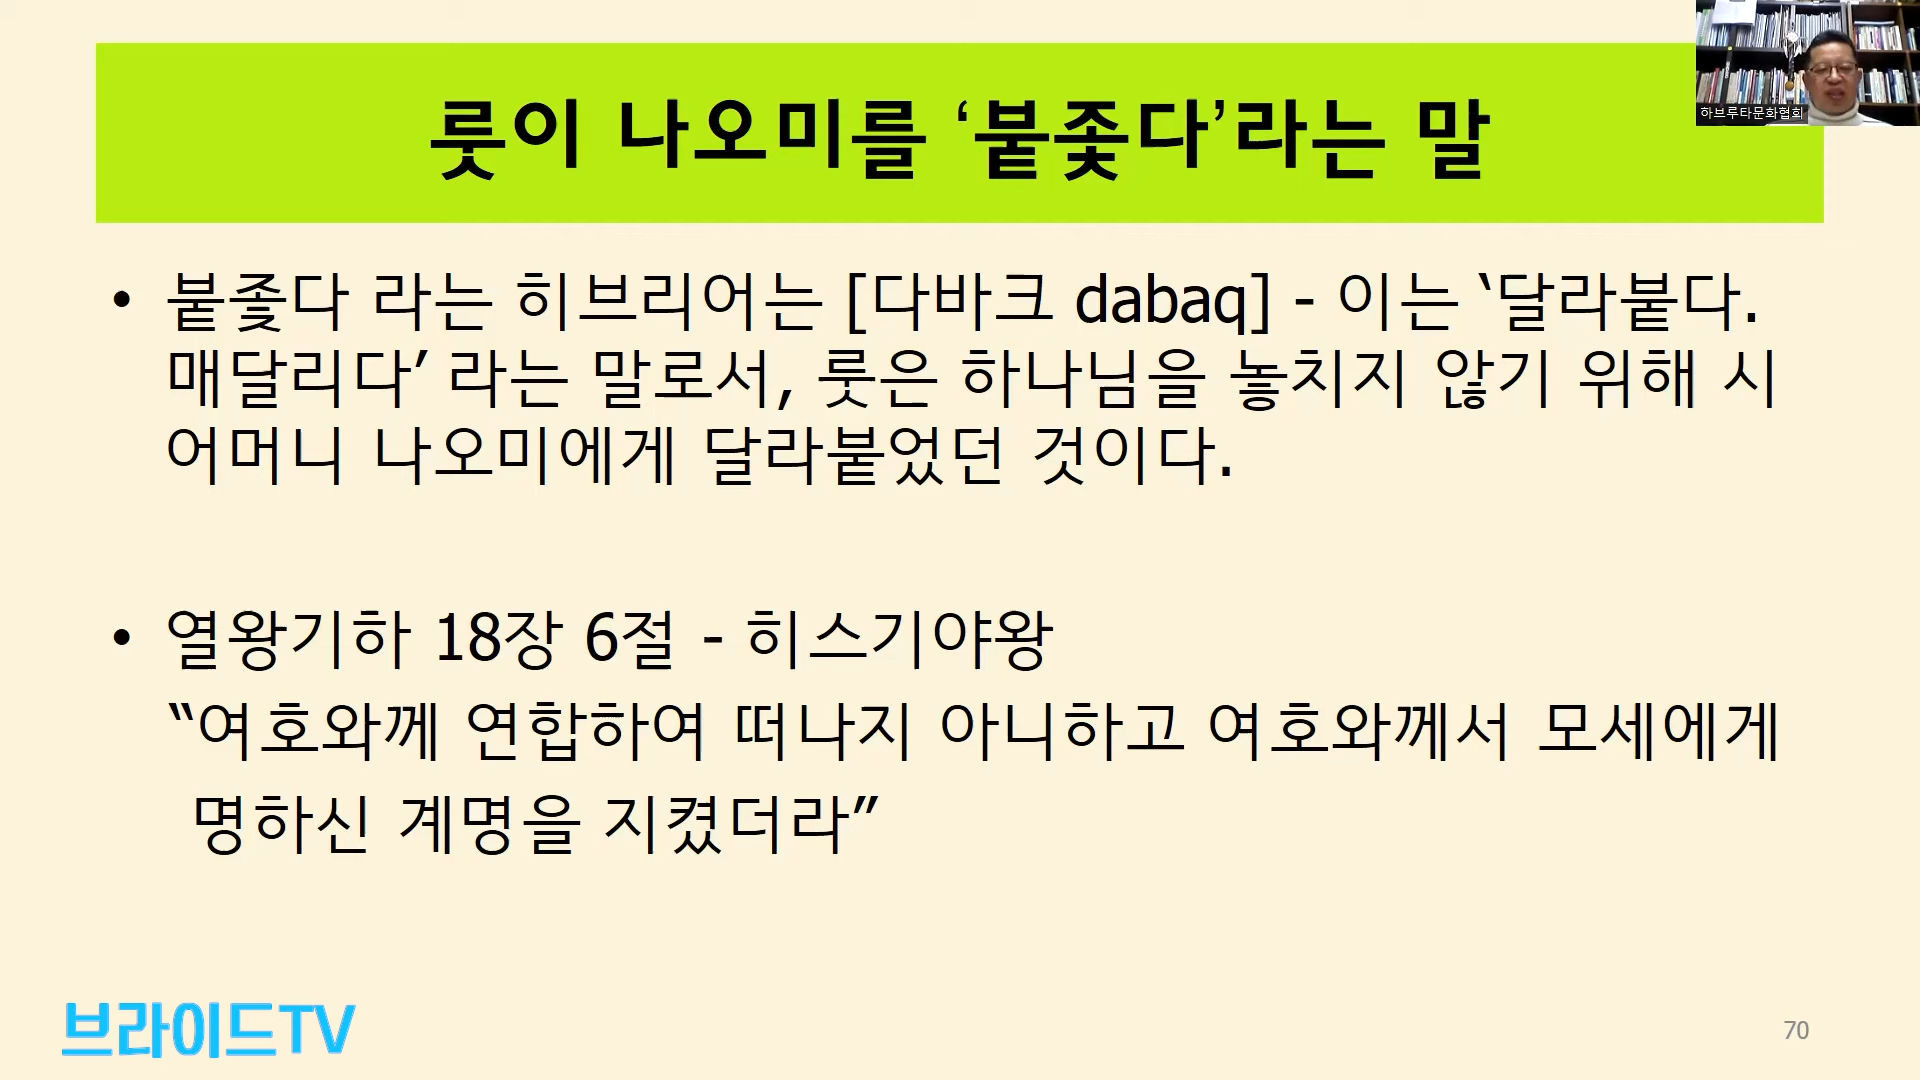 룻이 나오미를 ‘붙좇다’라는 말
하브루타문화협회
• 붙좇다 라는 히브리어는 [다바크 dabaq] - 이는 ‘달라붙다.
매달리다’ 라는 말로서, 룻은 하나님을 놓치지 않기 위해 시
어머니 나오미에게 달라붙었던 것이다.
• 열왕기하 18장 6절 - 히스기야왕
“여호와께 연합하여 떠나지 아니하고 여호와께서 모세에게
명하신 계명을 지켰더라”
브라이드TV
70